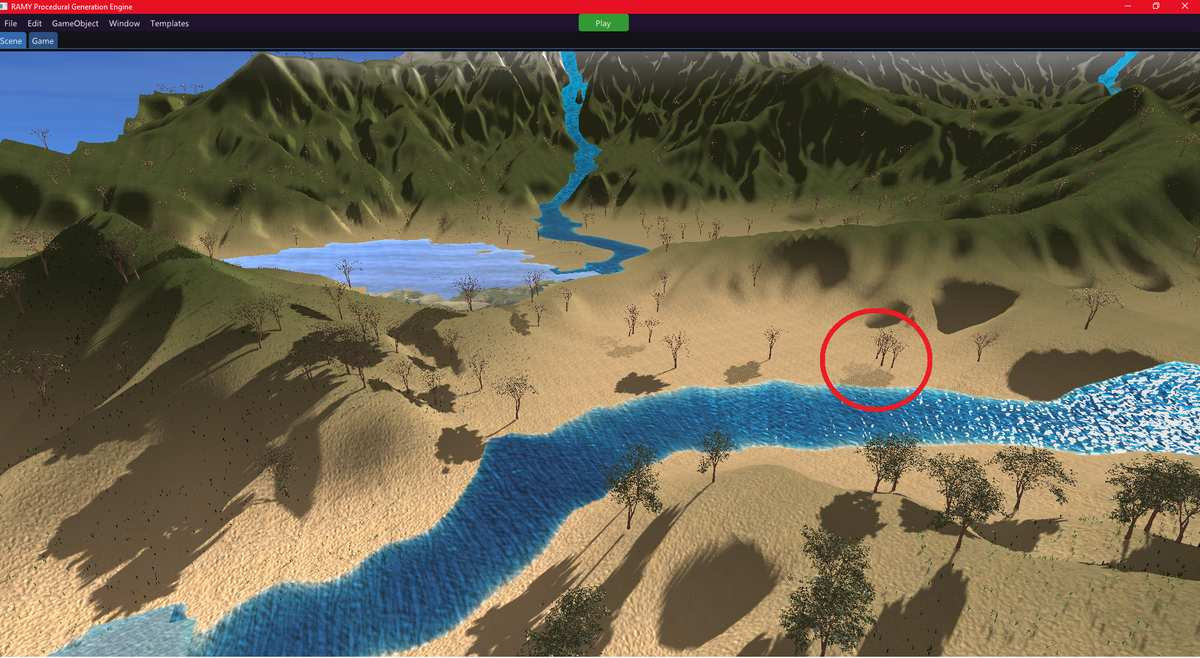 RAMY Procedural Generation Engine
File Edit GameObject Window Templates
Play
Scene Game